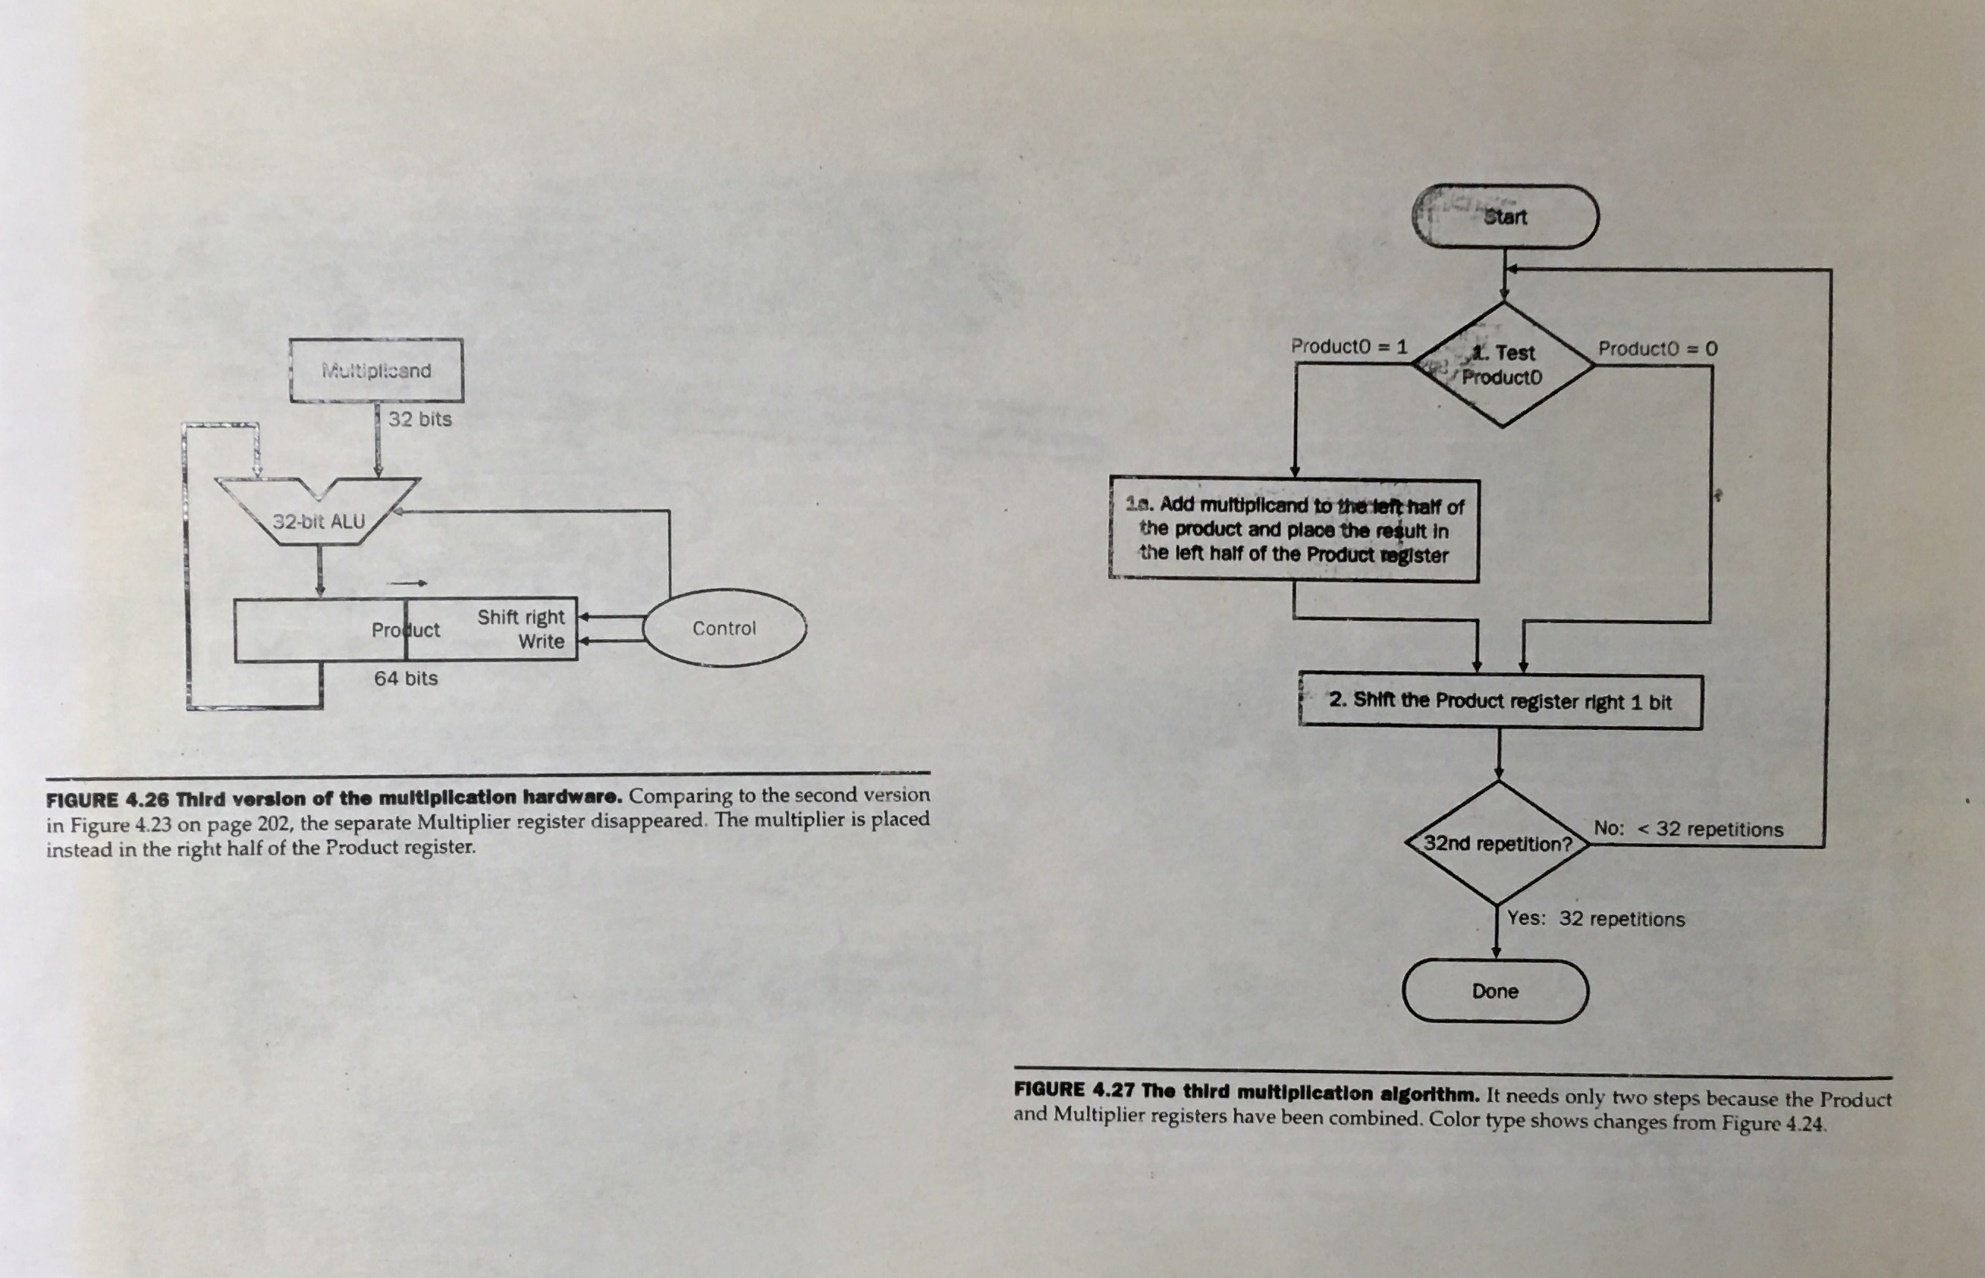 Multiplicand
32 bits
32-bit ALU
Product
Shift right
Write
Control
64 bits
FIGURE 4.26 Third version of the multiplication hardware. Comparing to the second version
in Figure 4.23 on page 202, the separate Multiplier register disappeared. The multiplier is placed
instead in the right half of the Product register.
Start
Product0 = 1
1. Test
Product0
Product0 = 0
1a. Add multiplicand to the left half of
the product and place the result in
the left half of the Product register
2. Shift the Product register right 1 bit
32nd repetition?
No: < 32 repetitions
Yes: 32 repetitions
Done
FIGURE 4.27 The third multiplication algorithm. It needs only two steps because the Product
and Multiplier registers have been combined. Color type shows changes from Figure 4.24.